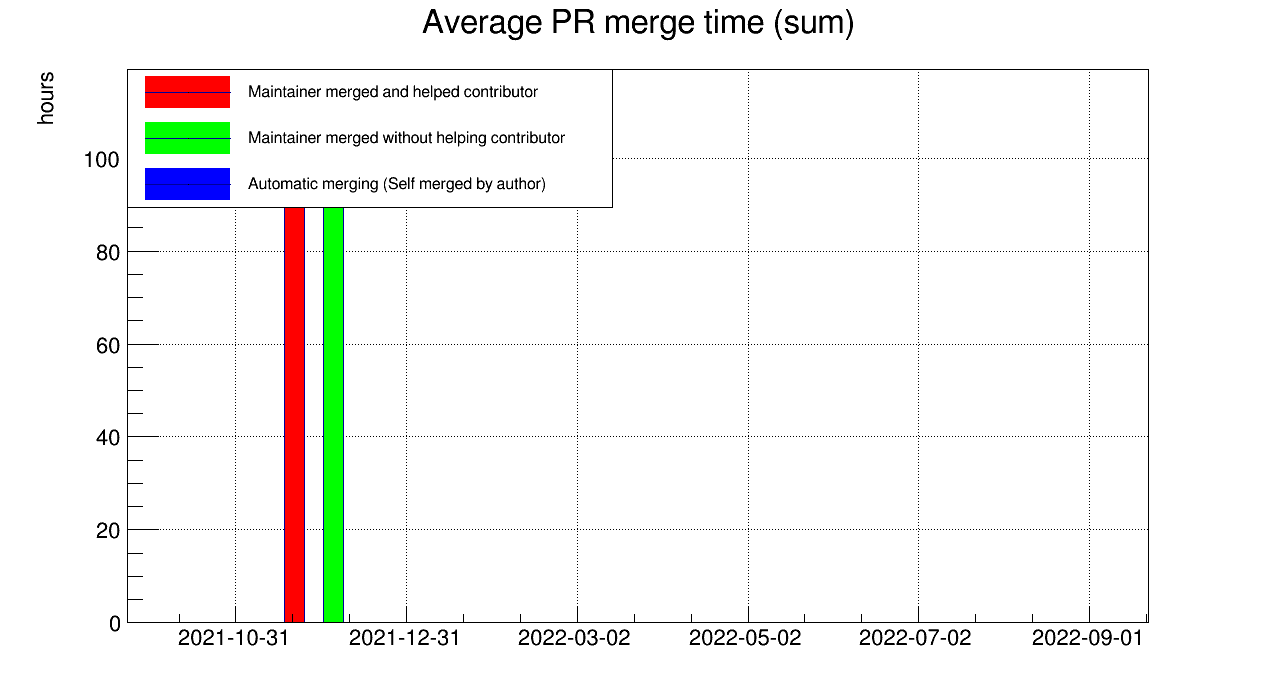 Average PR merge time (sum)
hours
Maintainer merged and helped contributor
Maintainer merged without helping contributor
Automatic merging (Self merged by author)
100
80
60
40
20
0
2021-10-31 2021-12-31 2022-03-02 2022-05-02 2022-07-02 2022-09-01